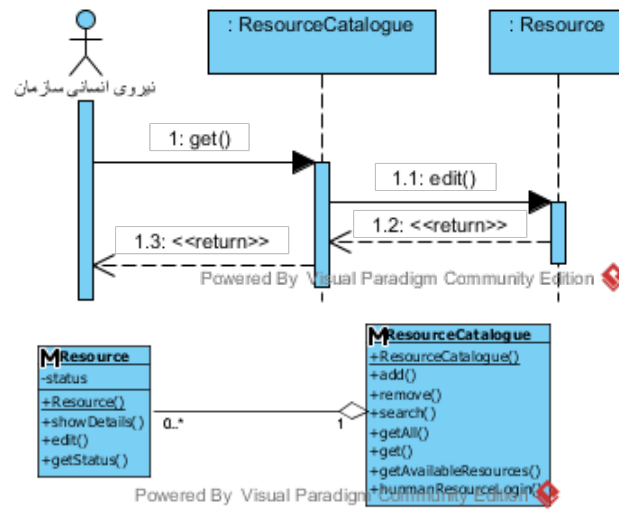 : ResourceCatalogue
: Resource
نیروی انسانی سازمان
1: get()
1.1: edit()
1.2: <<return>>
1.3: <<return>>
Powered By Visual Paradigm Community Edition
Resource
-status
+Resource()
+showDetails()
+edit()
+getStatus()
0..*
1
ResourceCatalogue
+ResourceCatalogue()
+add()
+remove()
+search()
+getAll()
+get()
+getAvailableResources()
+hunmanResourceLogin()
Powered By Visual Paradigm Community Edition